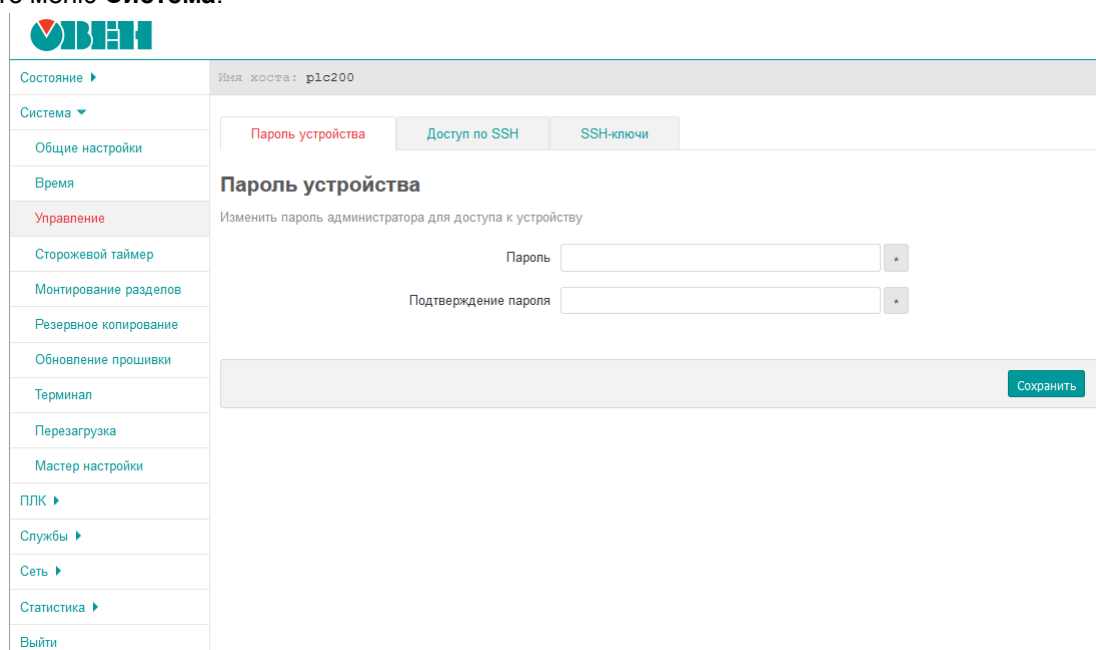 меню Система.
ОВЕН
Состояние
Имя хоста: plc200
Система
Общие настройки
Время
Управление
Сторожевой таймер
Монтирование разделов
Резервное копирование
Обновление прошивки
Терминал
Перезагрузка
Мастер настройки
ПЛК
Службы
Сеть
Статистика
Выйти
Пароль устройства
Доступ по SSH
SSH-ключи
Пароль устройства
Изменить пароль администратора для доступа к устройству
Пароль
*
Подтверждение пароля
*
Сохранить